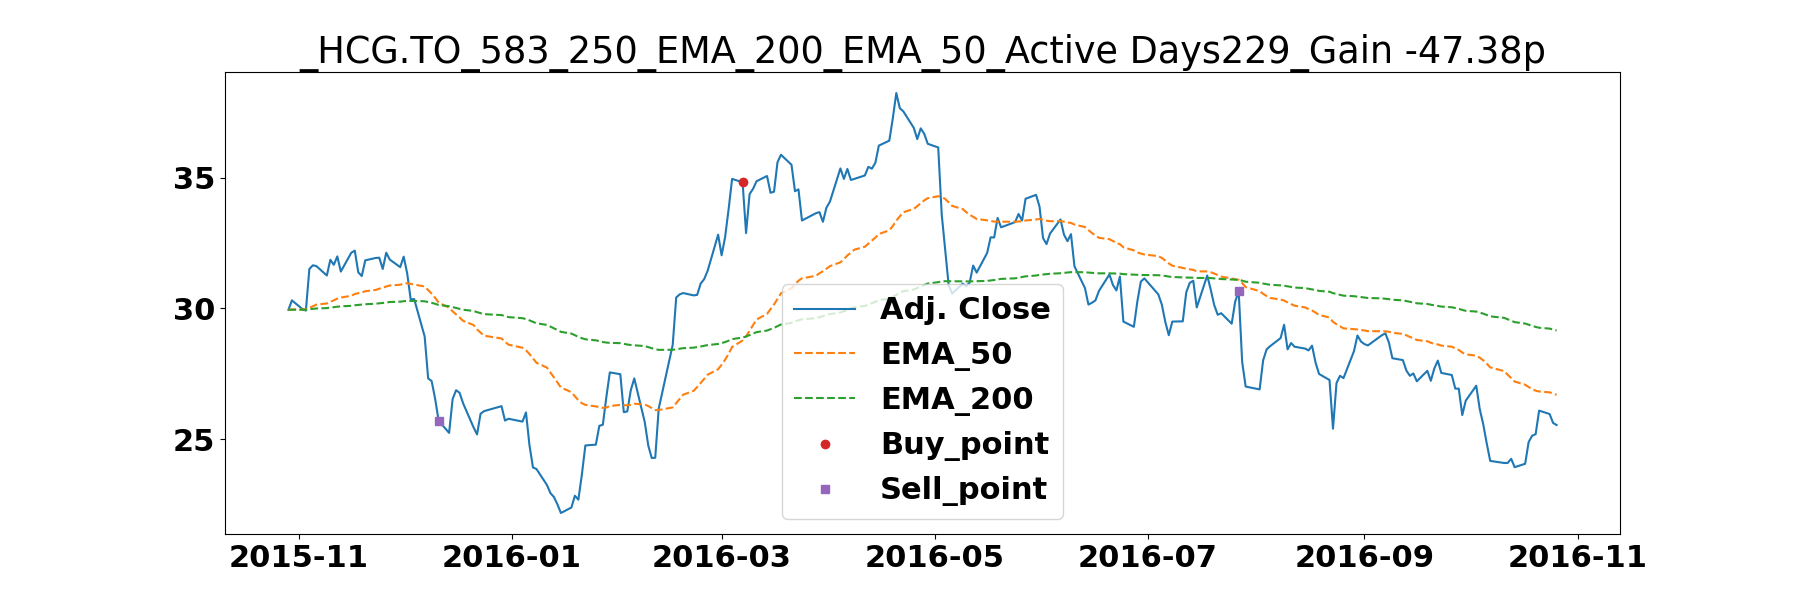 _HCG.TO_583_250_EMA_200_EMA_50_Active Days229_Gain -47.38p
35
30
25
Adj. Close
EMA_50
EMA_200
Buy_point
Sell_point
2015-11 2016-01 2016-03 2016-05 2016-07 2016-09 2016-11